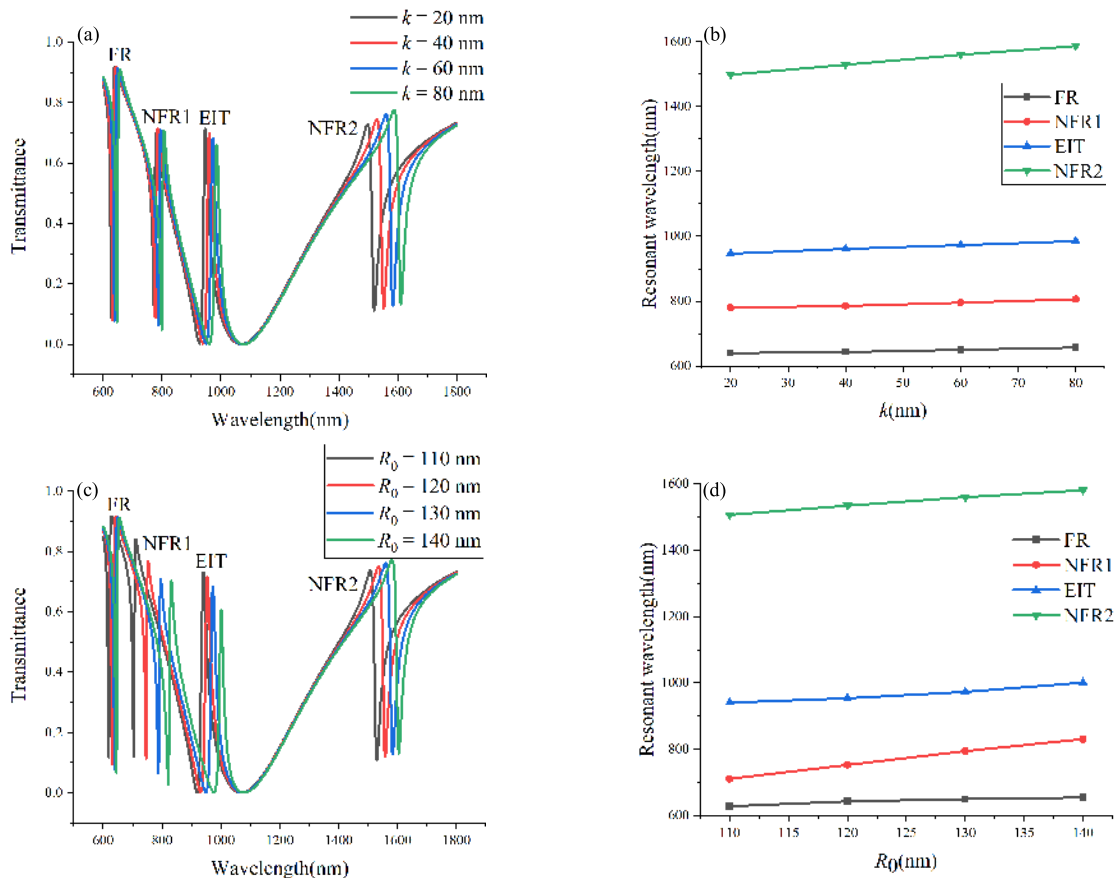 (a)
k = 20 nm
k = 40 nm
k = 60 nm
k = 80 nm
FR
NFR1 EIT
NFR2
Transmittance
1.0
0.8
0.6
0.4
0.2
0.0
600 800 1000 1200 1400 1600 1800
Wavelength(nm)
(b)
FR
NFR1
EIT
NFR2
Resonant wavelength(nm)
1600
1400
1200
1000
800
600
20 30 40 50 60 70 80
k(nm)
(c)
R0 = 110 nm
R0 = 120 nm
R0 = 130 nm
R0 = 140 nm
FR
NFR1
EIT
NFR2
Transmittance
1.0
0.8
0.6
0.4
0.2
0.0
600 800 1000 1200 1400 1600 1800
Wavelength(nm)
(d)
FR
NFR1
EIT
NFR2
Resonant wavelength(nm)
1600
1400
1200
1000
800
600
110 115 120 125 130 135 140
R0(nm)